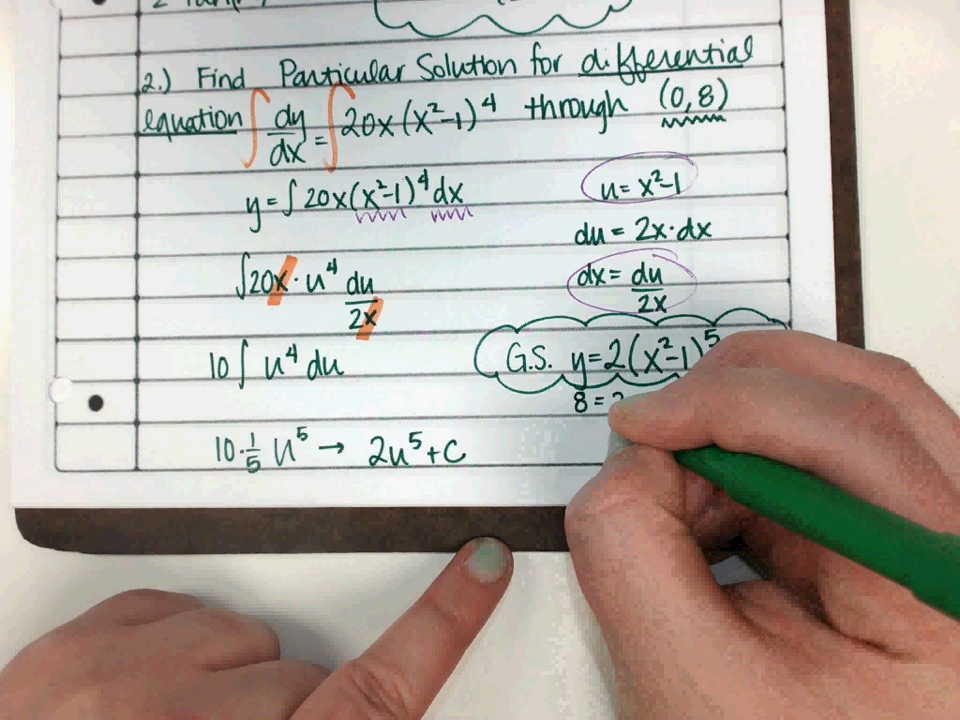 2.) Find Particular Solution for differential
equation ∫ dy/dx = ∫ 20x(x²-1)⁴ through (0,8)
y = ∫ 20x(x²-1)⁴ dx
u = x²-1
du = 2x·dx
∫20x · u⁴ du/2x
dx = du/2x
10 ∫ u⁴ du
G.S. y=2(x²-1)⁵
8 =
10·1/5 u⁵ → 2u⁵+C